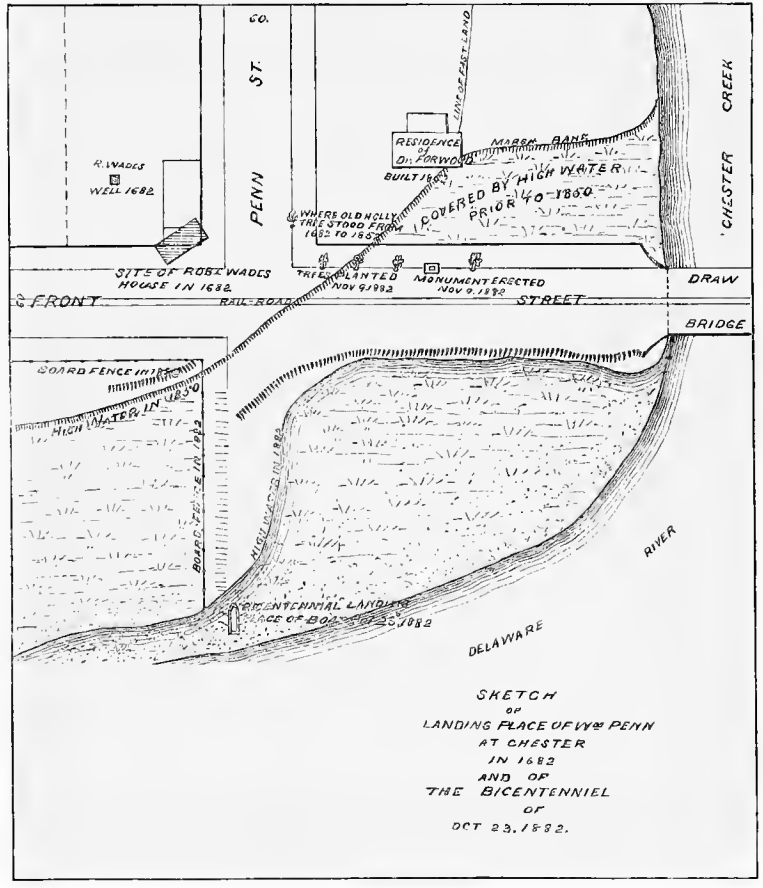 CO.
ST.
PENN
LINE OF FAST LAND
CHESTER CREEK
RESIDENCE
of
Dr. FORWOOD
BUILT
MARSH BANK
COVERED BY HIGH WATER
PRIOR TO 1850
R. WADES
WELL 1682
WHERE OLD HOLLY
TREE STOOD FROM
1682 TO
SITE OF ROBT. WADES
HOUSE IN 1682
TREES PLANTED
NOV 9 1882
MONUMENT ERECTED
NOV 9. 1882
DRAW
FRONT
RAIL-ROAD
STREET
BRIDGE
BOARD FENCE IN
HIGH WATER IN 1850
BOARD FENCE IN 1882
HIGH WATER IN 1882
BICENTENNIAL LANDING
PLACE OF BOAT OCT 23, 1882
DELAWARE
RIVER
SKETCH
OF
LANDING PLACE OF Wm PENN
AT CHESTER
IN 1682
AND OF
THE BICENTENNIEL
OF
OCT 23. 1882.